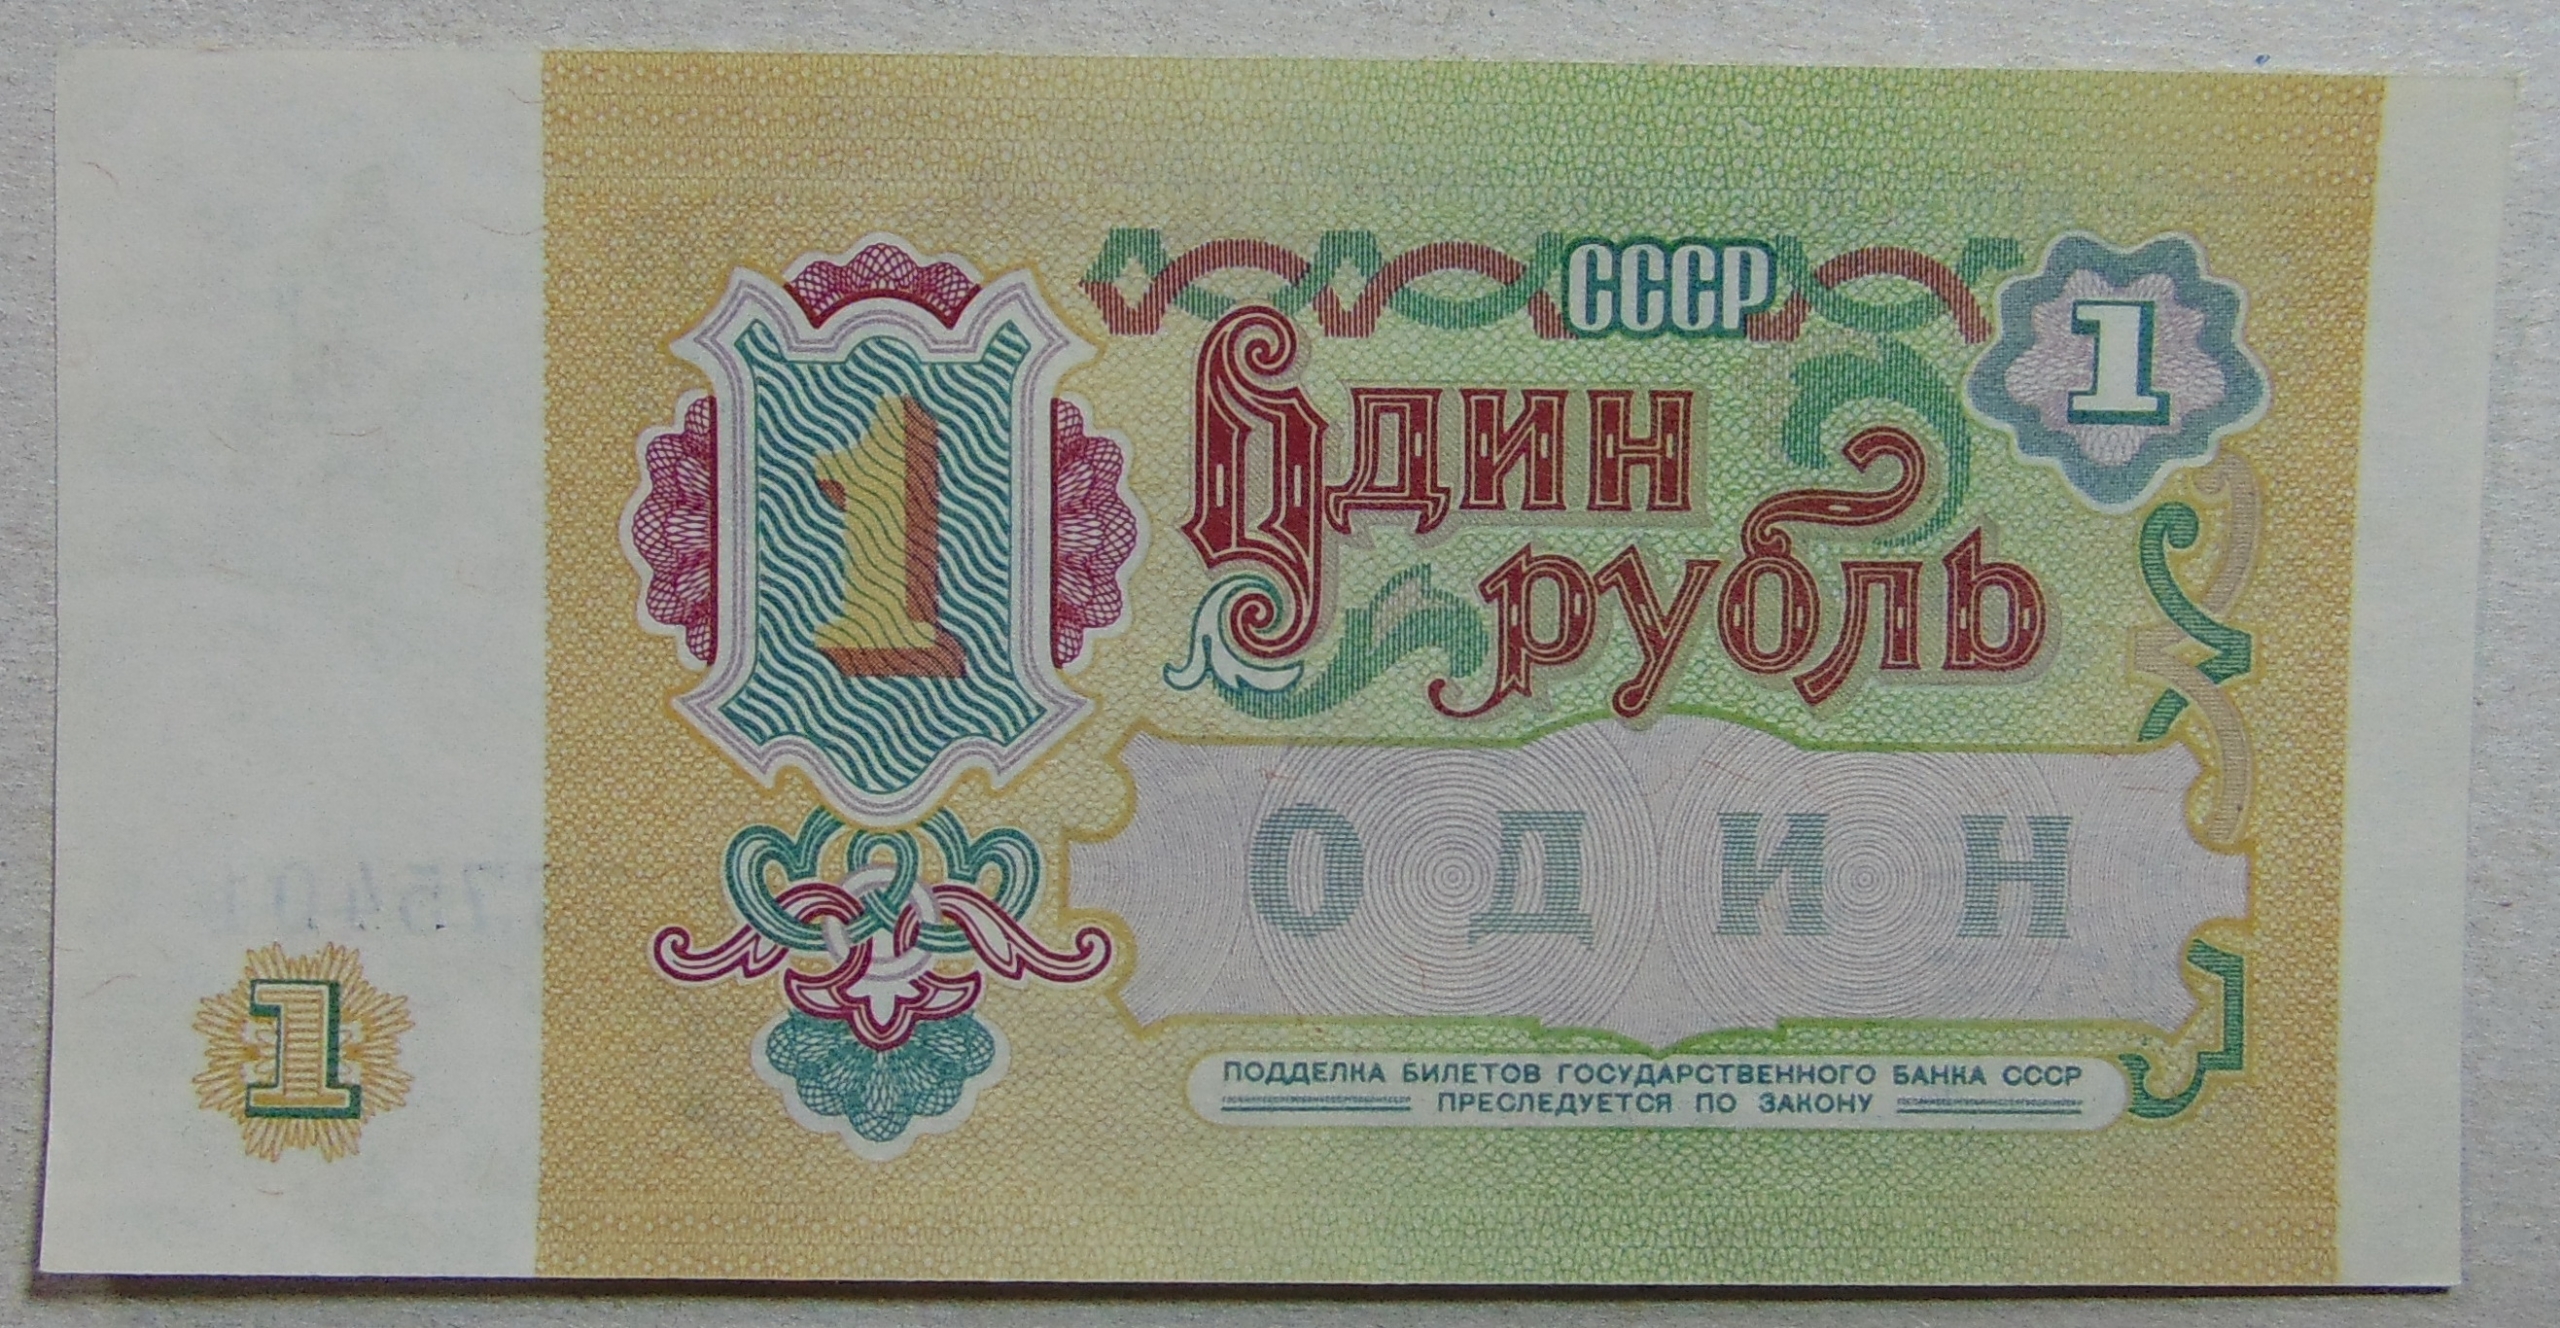 СССР
1
1
Один
рубль
ОДИН
1
ПОДДЕЛКА БИЛЕТОВ ГОСУДАРСТВЕННОГО БАНКА СССР
ПРЕСЛЕДУЕТСЯ ПО ЗАКОНУ